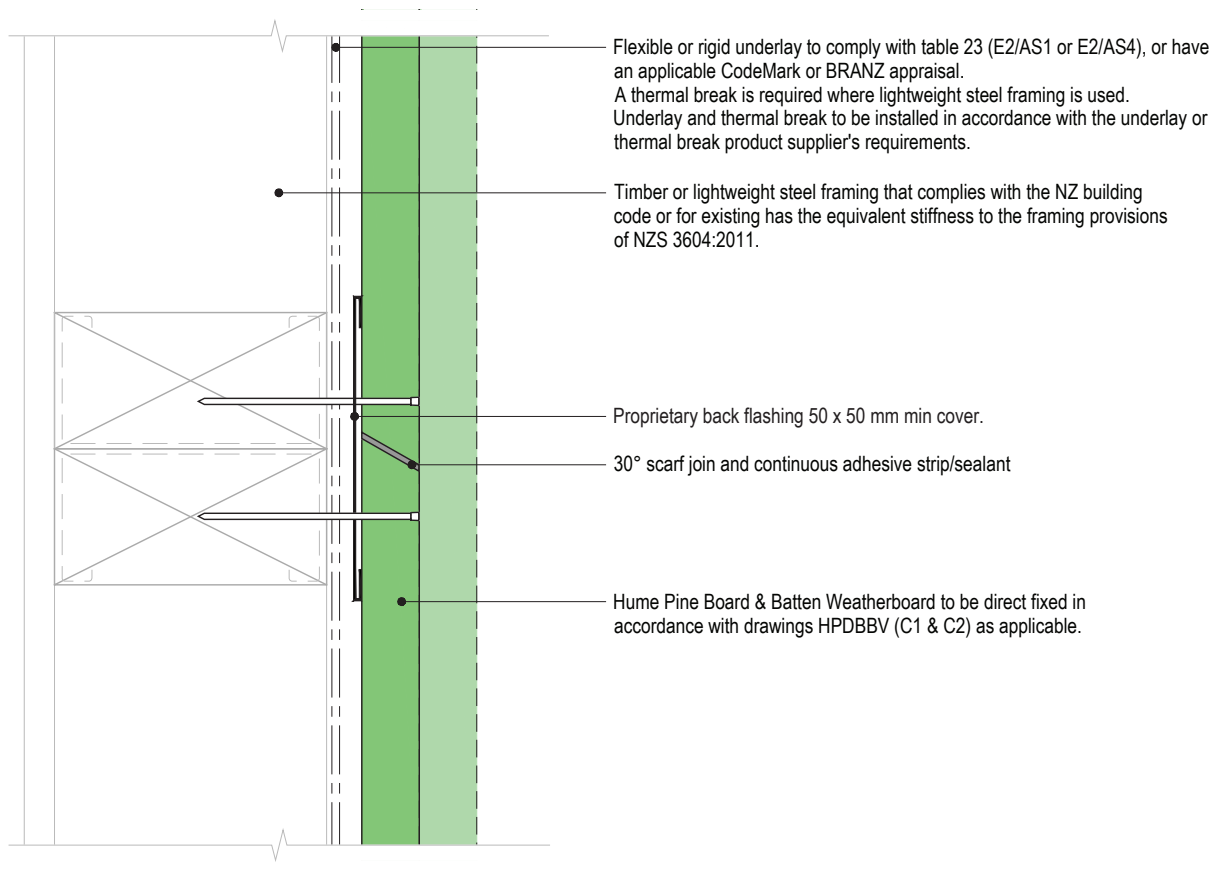 Flexible or rigid underlay to comply with table 23 (E2/AS1 or E2/AS4), or have
an applicable CodeMark or BRANZ appraisal.
A thermal break is required where lightweight steel framing is used.
Underlay and thermal break to be installed in accordance with the underlay or
thermal break product supplier's requirements.
Timber or lightweight steel framing that complies with the NZ building
code or for existing has the equivalent stiffness to the framing provisions
of NZS 3604:2011.
Proprietary back flashing 50 x 50 mm min cover.
30° scarf join and continuous adhesive strip/sealant
Hume Pine Board & Batten Weatherboard to be direct fixed in
accordance with drawings HPDBBV (C1 & C2) as applicable.